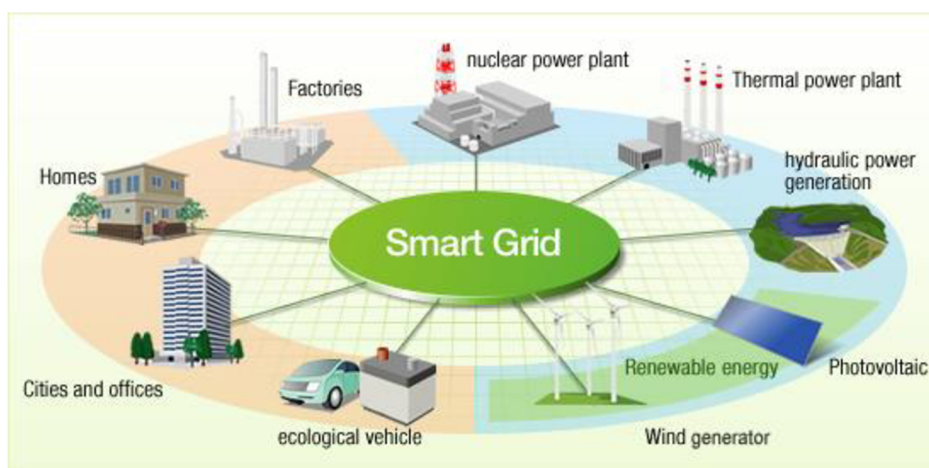 nuclear power plant
Factories
Thermal power plant
Homes
hydraulic power
generation
Smart Grid
Renewable energy
Photovoltaic
Cities and offices
ecological vehicle
Wind generator